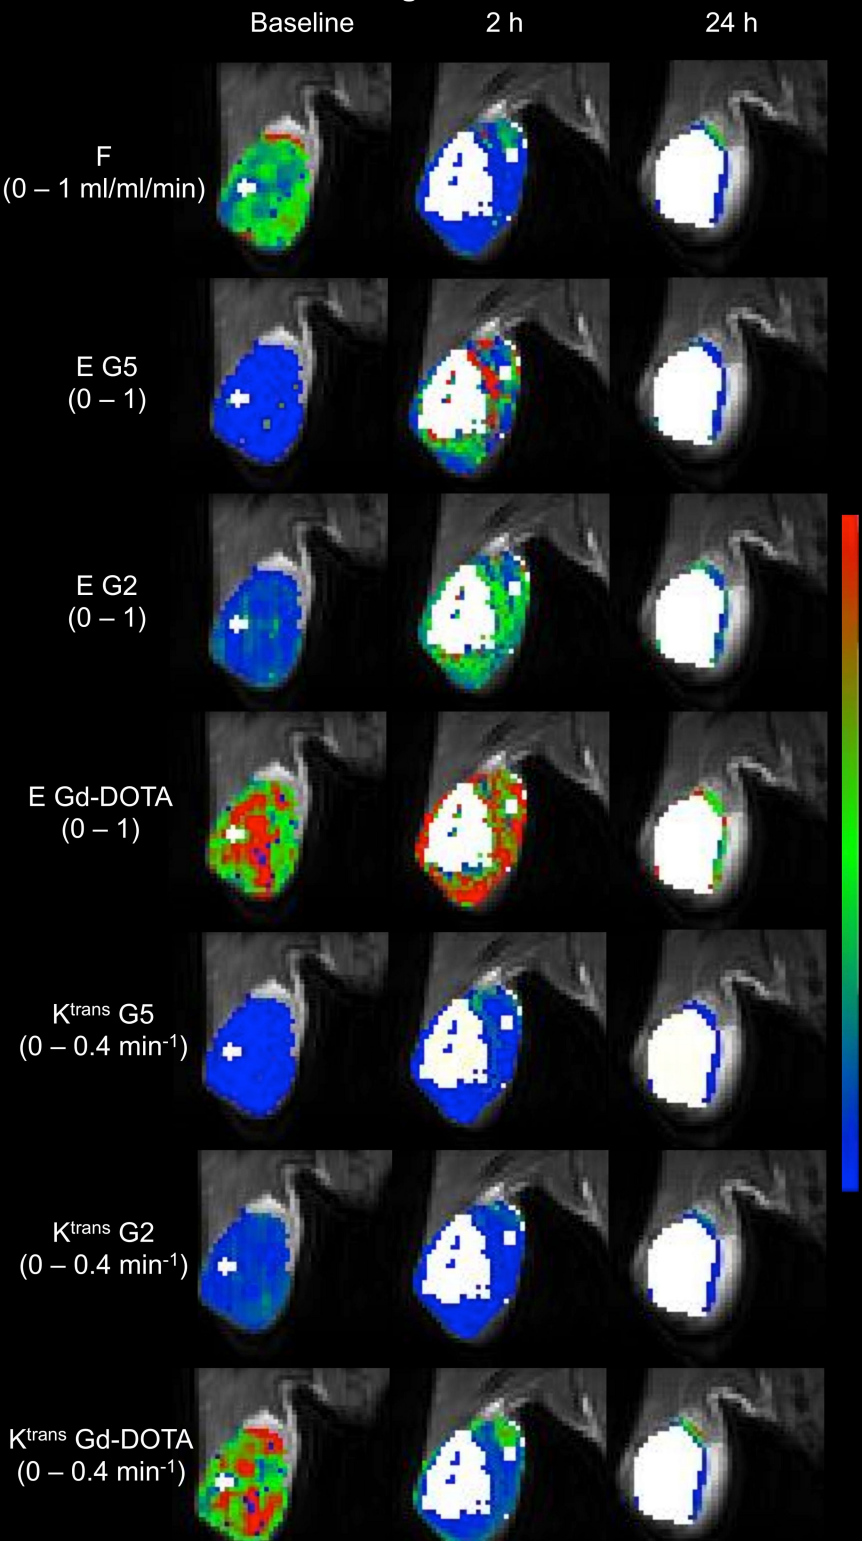 Baseline 2 h 24 h
F
(0 – 1 ml/ml/min)
E G5
(0 – 1)
E G2
(0 – 1)
E Gd-DOTA
(0 – 1)
Kᵗʳᵃⁿˢ G5
(0 – 0.4 min⁻¹)
Kᵗʳᵃⁿˢ G2
(0 – 0.4 min⁻¹)
Kᵗʳᵃⁿˢ Gd-DOTA
(0 – 0.4 min⁻¹)